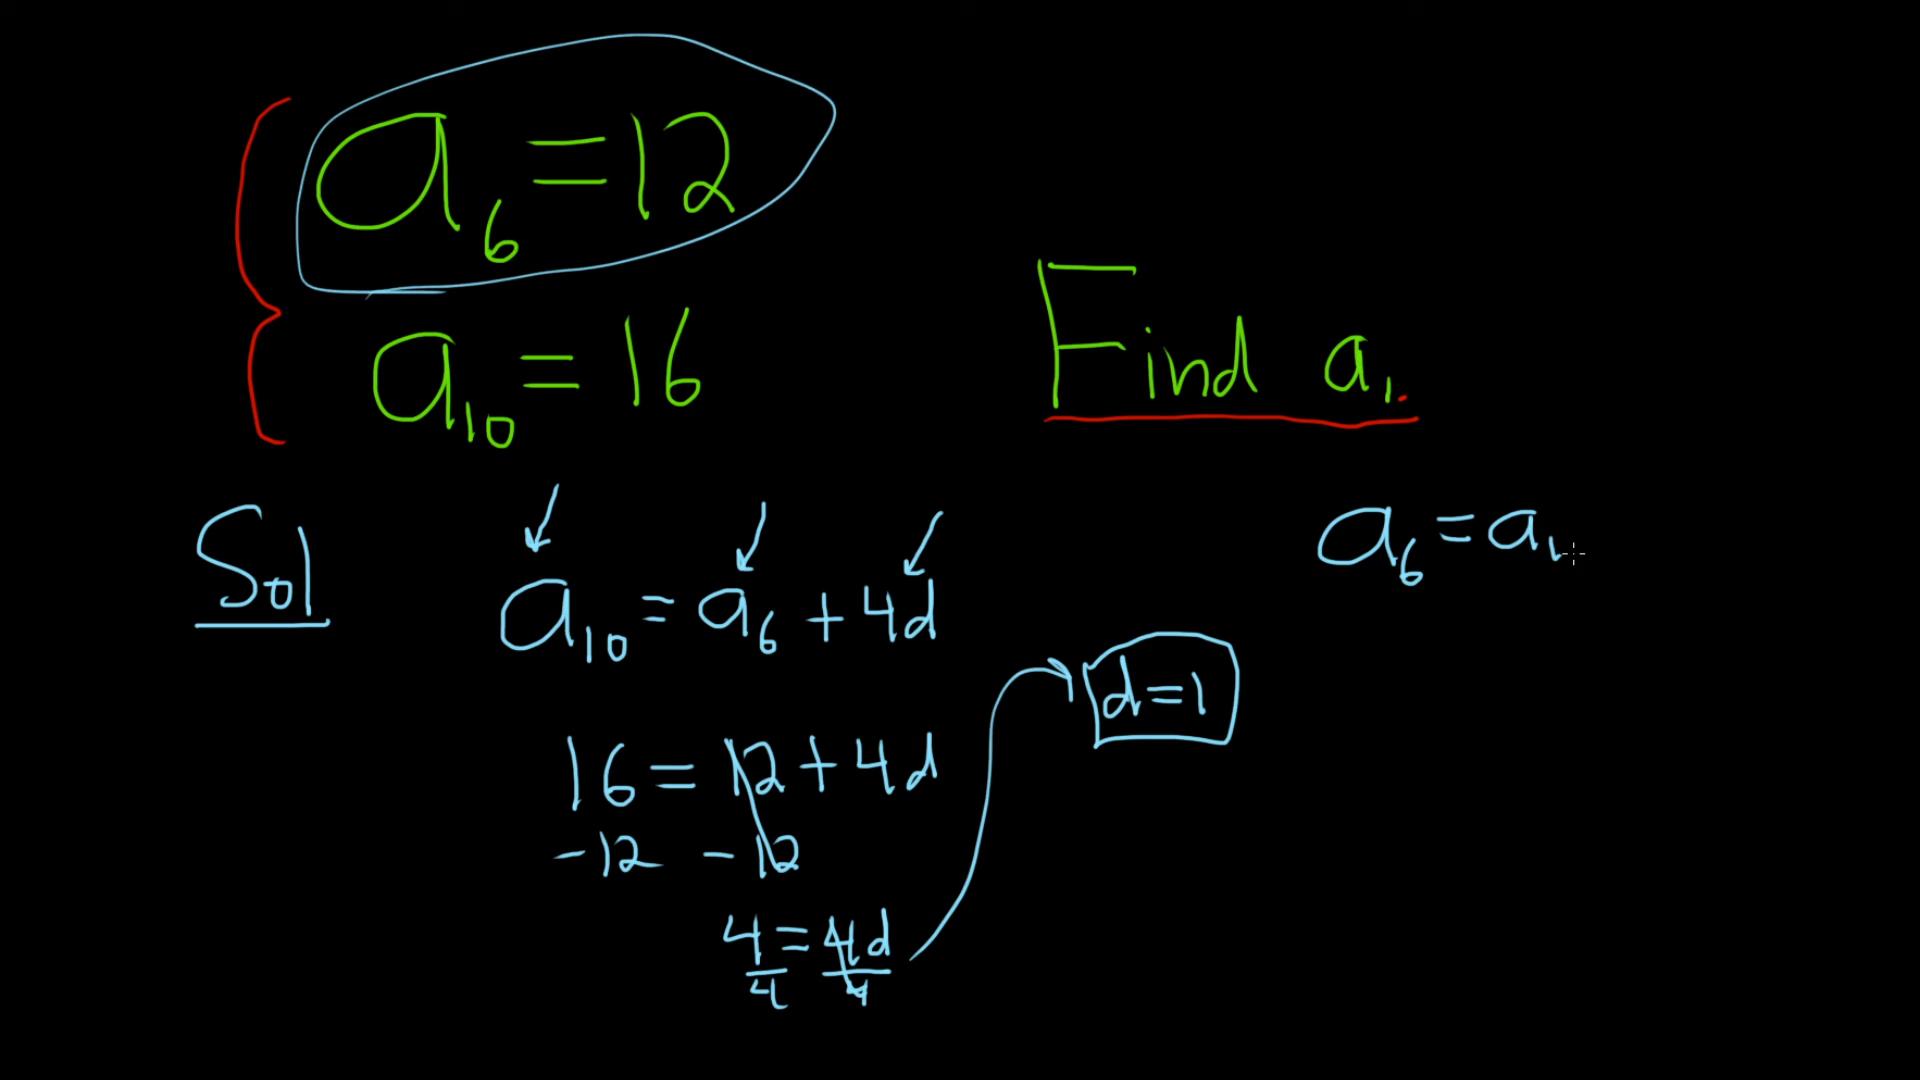 a₆ = 12
a₁₀ = 16
Find a₁.
Sol
a₁₀ = a₆ + 4d
16 = 12 + 4d
-12 -12
4 = 4d
4 4
d = 1
a₆ = a₁